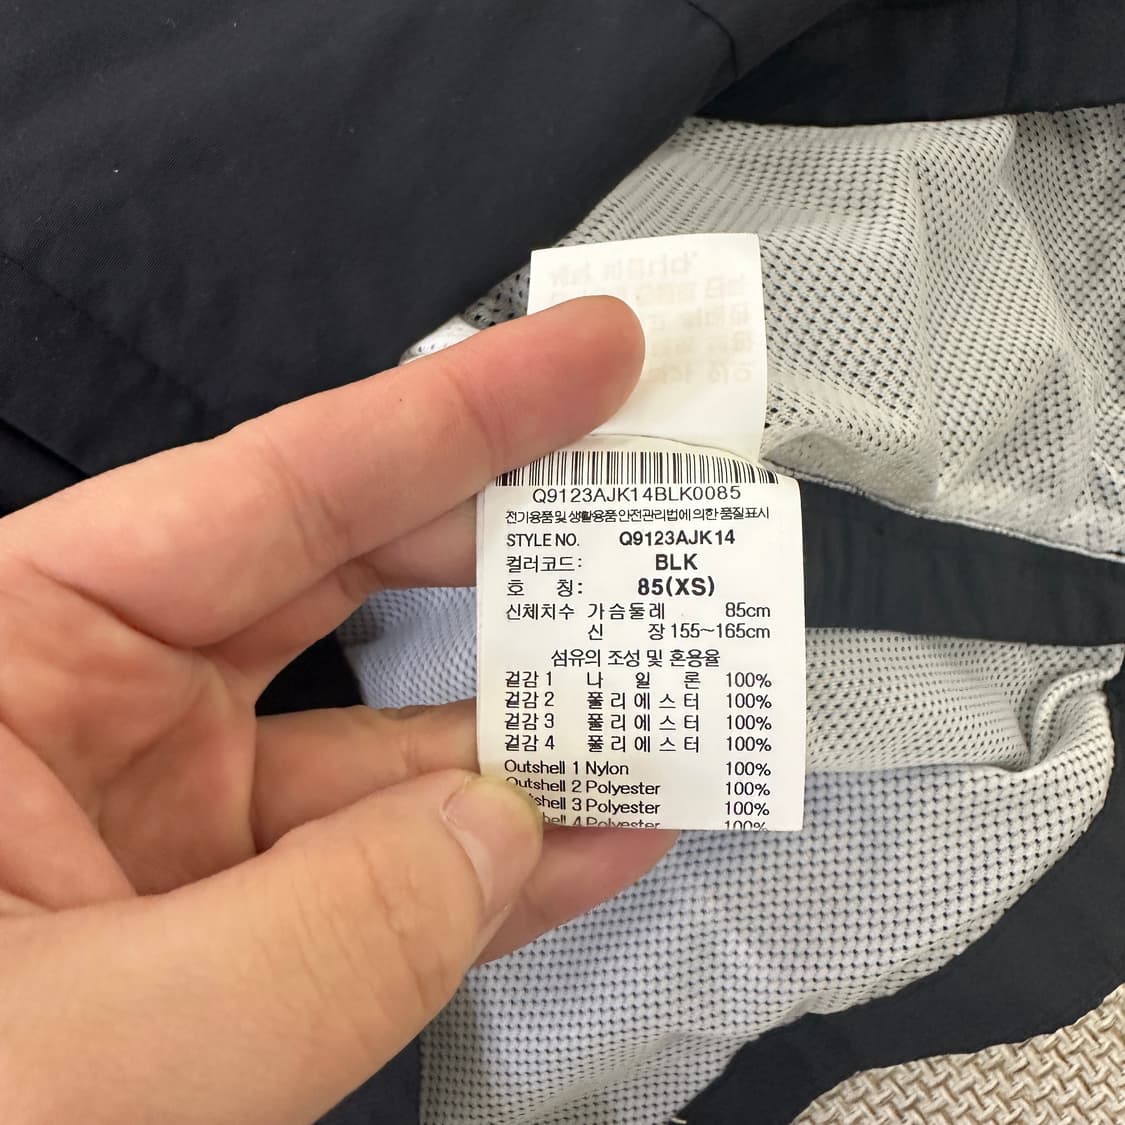 Q9123AJK14BLK0085
전기용품및 생활용품안전관리법에 의한 품질표시
STYLE NO. Q9123AJK14
컬러코드: BLK
호 칭: 85(XS)
신체치수 가슴둘레 85cm
신 장 155~165cm
섬유의 조성 및 혼용율
겉감 1 나 일 론 100%
겉감 2 폴 리 에 스 터 100%
겉감 3 폴 리 에 스 터 100%
겉감 4 폴 리 에 스 터 100%
Outshell 1 Nylon 100%
Outshell 2 Polyester 100%
shell 3 Polyester 100%
hell 4 Polyester 100%